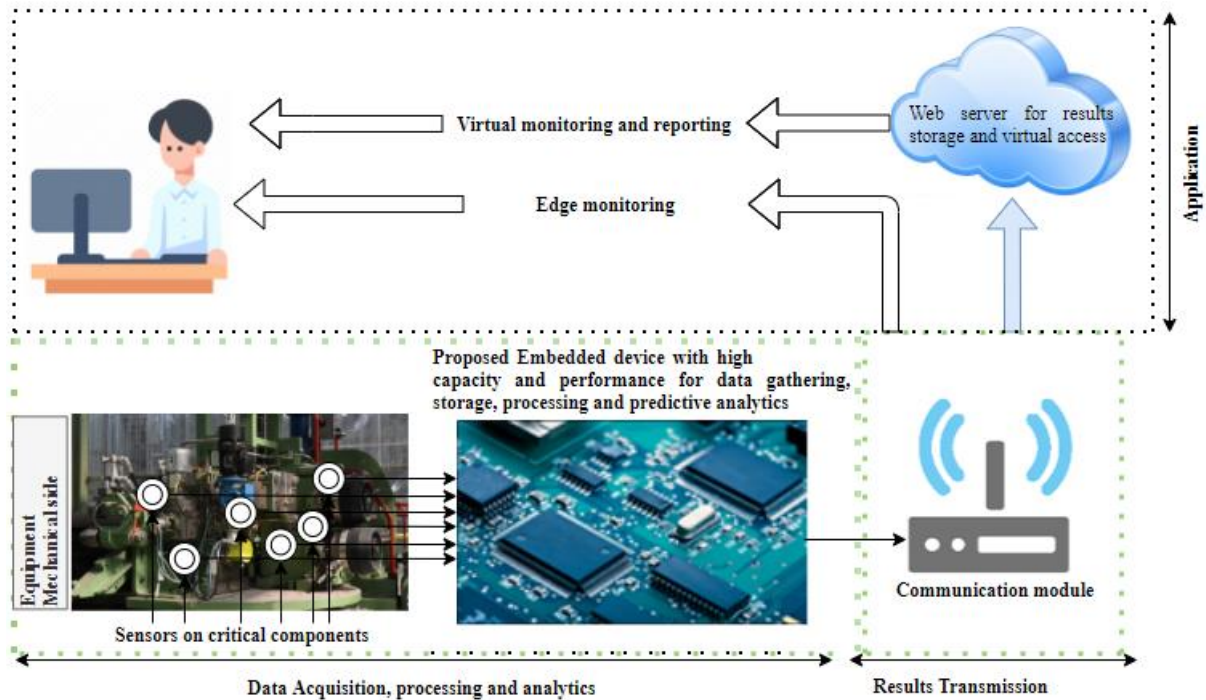 Virtual monitoring and reporting
Web server for results
storage and virtual access
Edge monitoring
Application
Proposed Embedded device with high
capacity and performance for data gathering,
storage, processing and predictive analytics
Equipment
Mechanical side
Sensors on critical components
Communication module
Data Acquisition, processing and analytics
Results Transmission